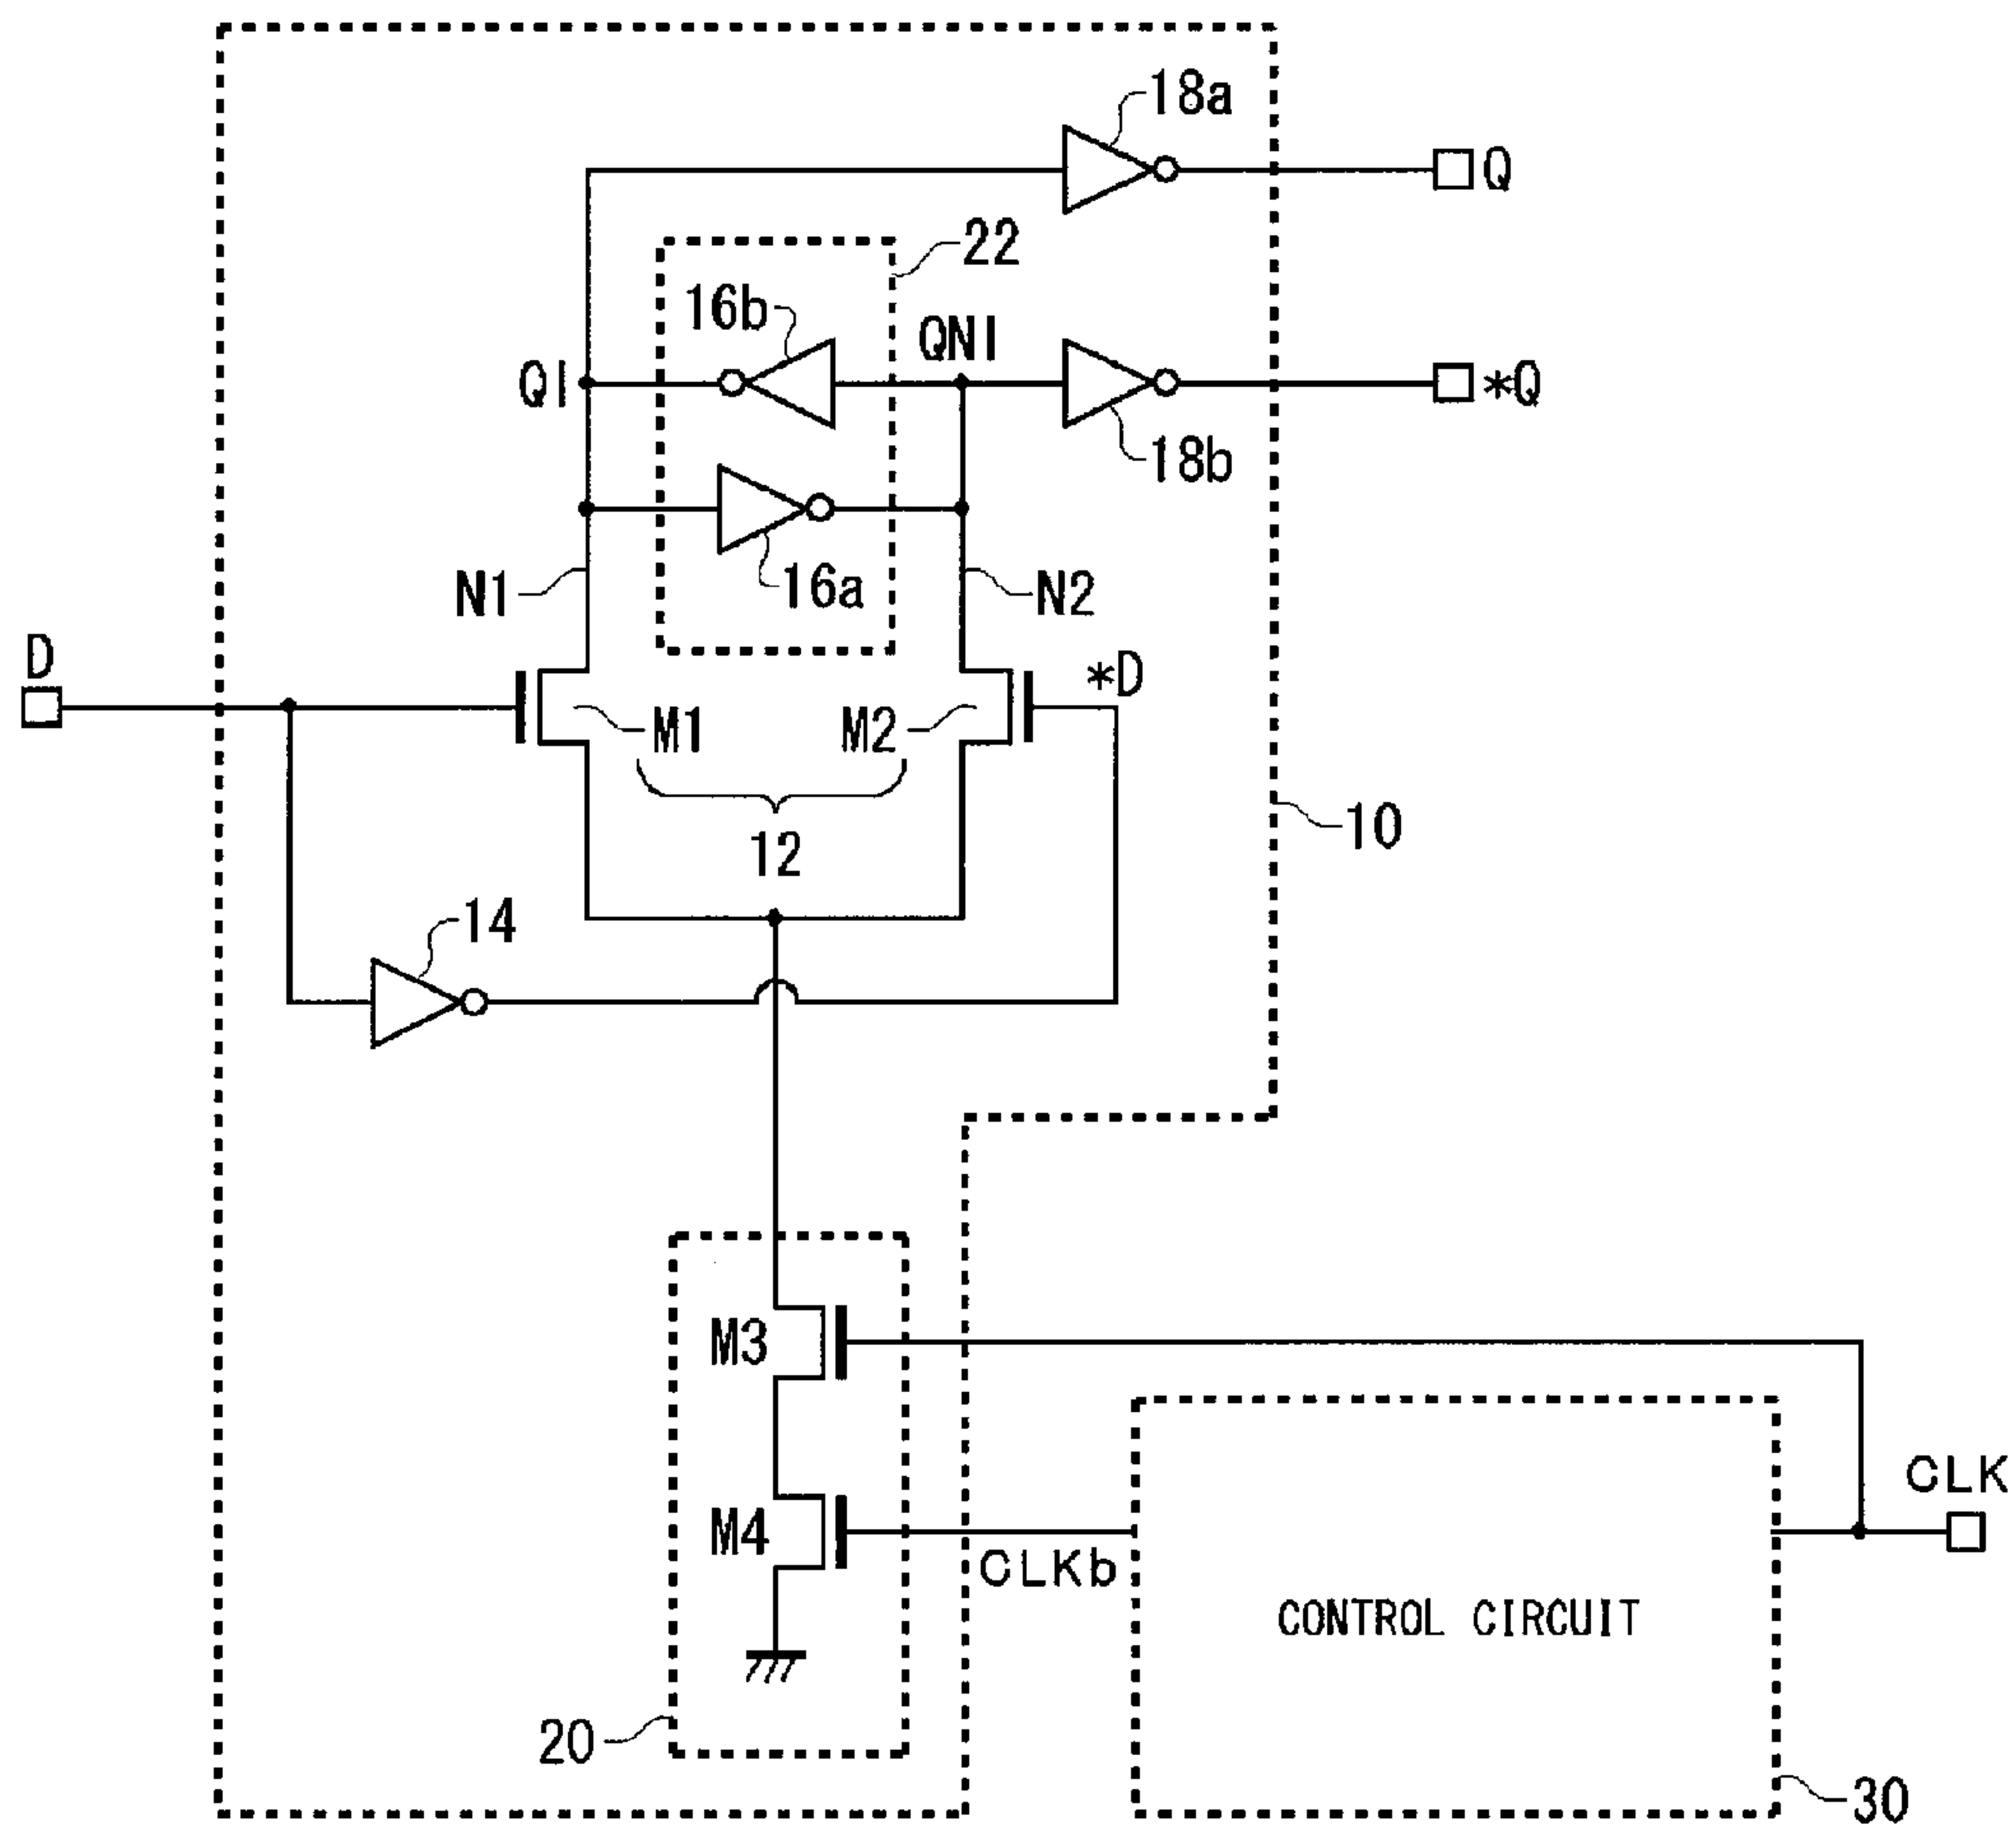 18a
Q
22
16b
QNI
QI
*Q
18b
N1
16a
N2
D
*D
M1
M2
10
12
14
M3
CLK
M4
CLKb
CONTROL CIRCUIT
20
30